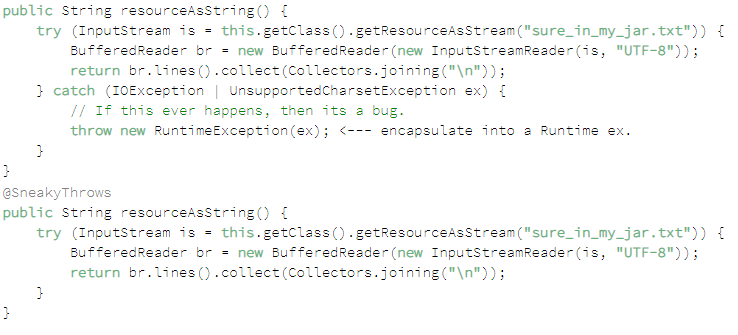 public String resourceAsString() {
    try (InputStream is = this.getClass().getResourceAsStream("sure_in_my_jar.txt")) {
        BufferedReader br = new BufferedReader(new InputStreamReader(is, "UTF-8"));
        return br.lines().collect(Collectors.joining("\n"));
    } catch (IOException | UnsupportedCharsetException ex) {
        // If this ever happens, then its a bug.
        throw new RuntimeException(ex); <--- encapsulate into a Runtime ex.
    }
}
@SneakyThrows
public String resourceAsString() {
    try (InputStream is = this.getClass().getResourceAsStream("sure_in_my_jar.txt")) {
        BufferedReader br = new BufferedReader(new InputStreamReader(is, "UTF-8"));
        return br.lines().collect(Collectors.joining("\n"));
    }
}